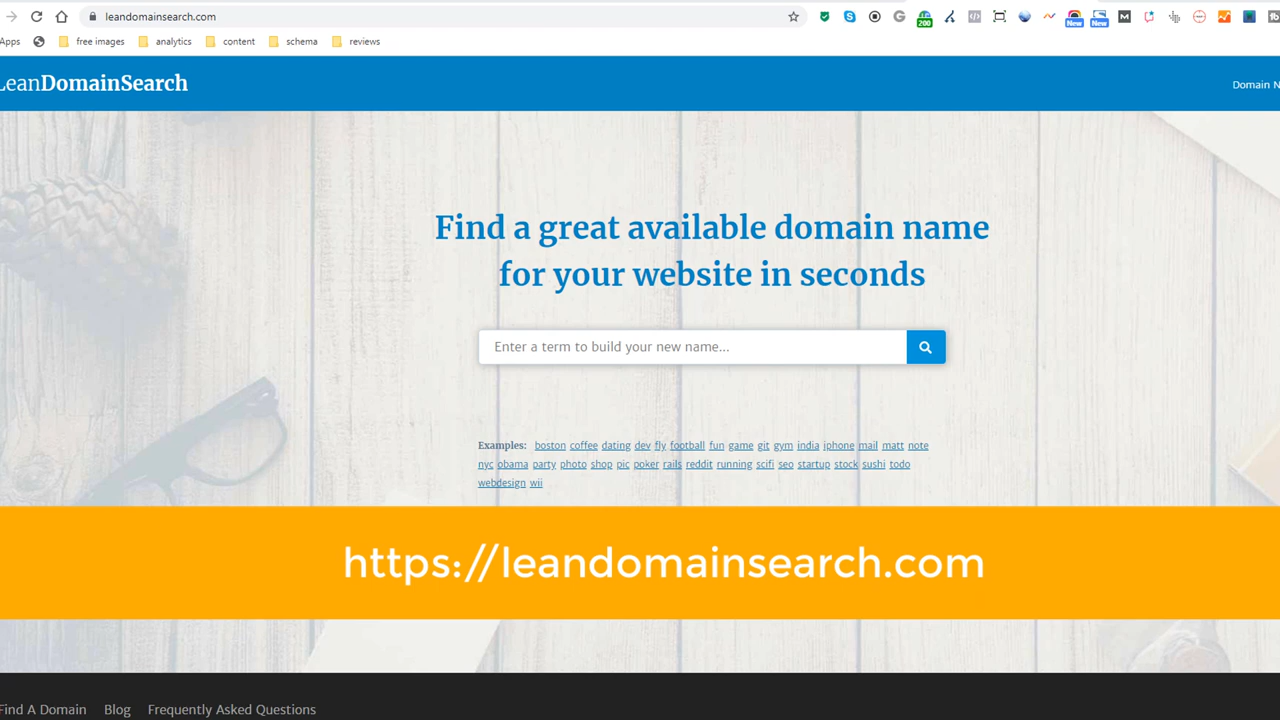 leandomainsearch.com
200
New
New
M
G
Apps free images analytics content schema reviews
LeanDomainSearch
Domain N
Find a great available domain name
for your website in seconds
Enter a term to build your new name...
Examples: boston coffee dating dev fly football fun game git gym india iphone mail matt note
nyc obama party photo shop pic poker rails reddit running scifi seo startup stock sushi todo
webdesign wii
https://leandomainsearch.com
Find A Domain Blog Frequently Asked Questions